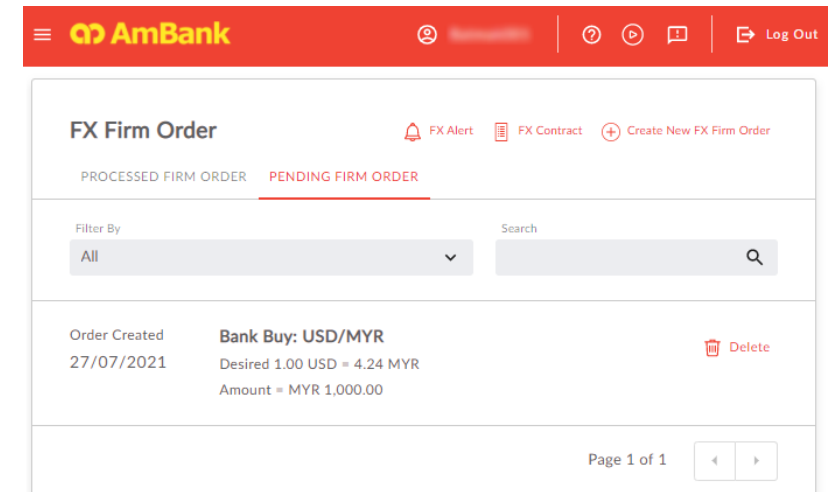 AmBank
Log Out
FX Firm Order
FX Alert
FX Contract
Create New FX Firm Order
PROCESSED FIRM ORDER
PENDING FIRM ORDER
Filter By
Search
All
Order Created
Bank Buy: USD/MYR
27/07/2021
Desired 1.00 USD = 4.24 MYR
Delete
Amount = MYR 1,000.00
Page 1 of 1